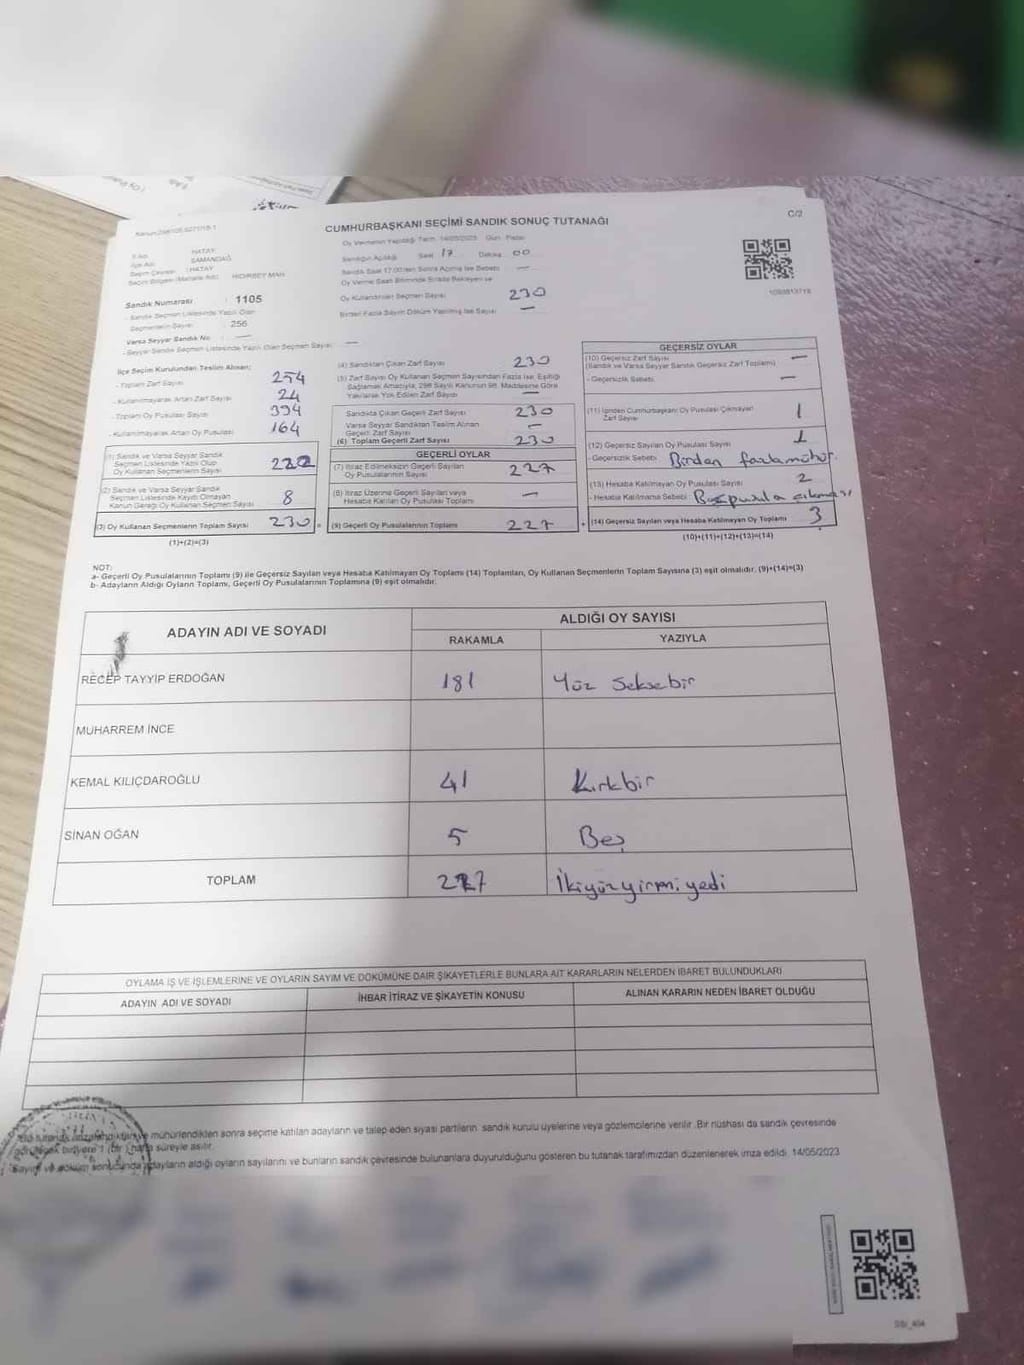 C/2
CUMHURBAŞKANI SEÇİMİ SANDIK SONUÇ TUTANAĞI
Oy Vermenin Yapıldığı Tarih: 14/05/2023 Gün: Pazar
İl Adı : HATAY
İlçe Adı : SAMANDAĞ
Seçim Çevresi : HATAY
Seçim Bölgesi (Mahalle Adı) : HIDIRBEY MAH.
Sandığın Açıldığı Saat 17 Dakika 00
Sandık Saat 17:00'den Sonra Açılmış İse Sebebi —
Oy Verme Saati Bitiminde Sırada Bekleyen ve
Oy Kullandırılan Seçmen Sayısı 230
Birden Fazla Sayım Döküm Yapılmış İse Sayısı —
Sandık Numarası : 1105
- Sandık Seçmen Listesinde Yazılı Olan
Seçmenlerin Sayısı : 256
Varsa Seyyar Sandık No : —
- Seyyar Sandık Seçmen Listesinde Yazılı Olan Seçmen Sayısı : —
İlçe Seçim Kurulundan Teslim Alınan;
- Toplam Zarf Sayısı 254
- Kullanılmayarak Artan Zarf Sayısı 24
- Toplam Oy Pusulası Sayısı 394
- Kullanılmayarak Artan Oy Pusulası 164
(1) Sandık ve Varsa Seyyar Sandık
Seçmen Listesinde Yazılı Olup
Oy Kullanan Seçmenlerin Sayısı 222
(2) Sandık ve Varsa Seyyar Sandık
Seçmen Listesinde Kayıtlı Olmayan
Kanun Gereği Oy Kullanan Seçmen Sayısı 8
(3) Oy Kullanan Seçmenlerin Toplam Sayısı 230
(1)+(2)=(3)
(4) Sandıktan Çıkan Zarf Sayısı 230
(5) Zarf Sayısı Oy Kullanan Seçmen Sayısından Fazla İse, Eşitliği
Sağlamak Amacıyla, 298 Sayılı Kanunun 98. Maddesine Göre
Yakılarak Yok Edilen Zarf Sayısı —
Sandıkta Çıkan Geçerli Zarf Sayısı 230
Varsa Seyyar Sandıktan Teslim Alınan
Geçerli Zarf Sayısı —
(6) Toplam Geçerli Zarf Sayısı 230
GEÇERLİ OYLAR
(7) İtiraz Edilmeksizin Geçerli Sayılan
Oy Pusulalarının Sayısı 227
(8) İtiraz Üzerine Geçerli Sayılan veya
Hesaba Katılan Oy Pusulası Toplamı —
(9) Geçerli Oy Pusulalarının Toplamı 227
GEÇERSİZ OYLAR
(10) Geçersiz Zarf Sayısı —
(Sandık ve Varsa Seyyar Sandık Geçersiz Zarf Toplamı)
- Geçersizlik Sebebi: —
(11) İçinden Cumhurbaşkanı Oy Pusulası Çıkmayan
Zarf Sayısı 1
(12) Geçersiz Sayılan Oy Pusulası Sayısı 1
- Geçersizlik Sebebi Birden fazla mühür.
(13) Hesaba Katılmayan Oy Pusulası Sayısı 2
- Hesaba Katılmama Sebebi
(14) Geçersiz Sayılan veya Hesaba Katılmayan Oy Toplamı 3
(10)+(11)+(12)+(13)=(14)
NOT:
a- Geçerli Oy Pusulalarının Toplamı (9) ile Geçersiz Sayılan veya Hesaba Katılmayan Oy Toplamı (14) Toplamları, Oy Kullanan Seçmenlerin Toplam Sayısına (3) eşit olmalıdır. (9)+(14)=(3)
b- Adayların Aldığı Oyların Toplamı, Geçerli Oy Pusulalarının Toplamına (9) eşit olmalıdır.
ADAYIN ADI VE SOYADI
ALDIĞI OY SAYISI
RAKAMLA YAZIYLA
RECEP TAYYİP ERDOĞAN 181 Yüz Seksebir
MUHARREM İNCE
KEMAL KILIÇDAROĞLU 41 Kırkbir
SİNAN OĞAN 5 Beş
TOPLAM 227 İkiyüzyirmi yedi
OYLAMA İŞ VE İŞLEMLERİNE VE OYLARIN SAYIM VE DÖKÜMÜNE DAİR ŞİKAYETLERLE BUNLARA AİT KARARLARIN NELERDEN İBARET BULUNDUKLARI
ADAYIN ADI VE SOYADI İHBAR İTİRAZ VE ŞİKAYETİN KONUSU ALINAN KARARIN NEDEN İBARET OLDUĞU
mühürlendikten sonra seçime katılan adayların ve talep eden siyasi partilerin, sandık kurulu üyelerine veya gözlemcilerine verilir. Bir nüshası da sandık çevresinde
görülecek bir yere 1 (bir) hafta süreyle asılır.
Sayım ve döküm sonucunda adayların aldığı oyların sayılarını ve bunların sandık çevresinde bulunanlara duyurulduğunu gösteren bu tutanak tarafımızdan düzenlenerek imza edildi. 14/05/2023